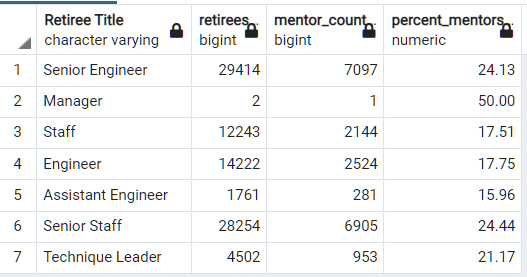 Retiree Title retirees.. mentor_count.. percent_mentors..
character varying bigint bigint numeric
1 Senior Engineer 29414 7097 24.13
2 Manager 2 1 50.00
3 Staff 12243 2144 17.51
4 Engineer 14222 2524 17.75
5 Assistant Engineer 1761 281 15.96
6 Senior Staff 28254 6905 24.44
7 Technique Leader 4502 953 21.17